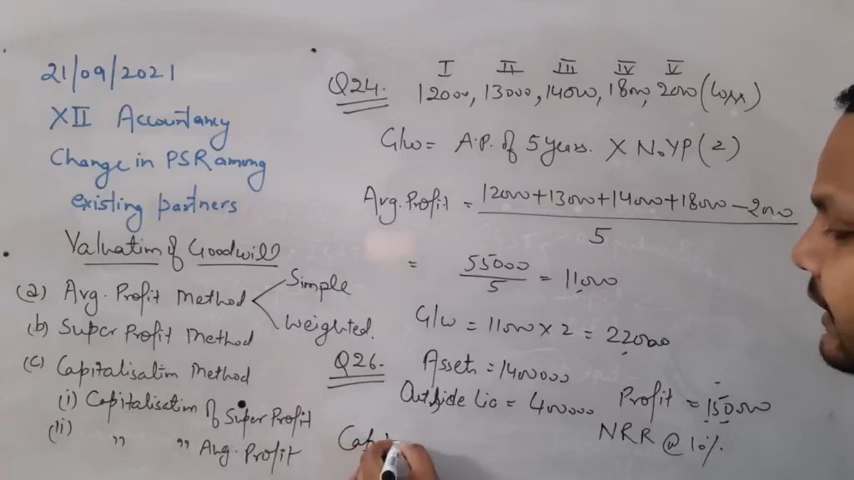 21/09/2021
XII Accountancy
Change in PSR among
existing partners
Valuation of Goodwill
(a) Avg. Profit Method
Simple
Weighted.
(b) Super Profit Method
(c) Capitalisation Method
(i) Capitalisation of Super Profit
(ii) " " Avg. Profit
Q24. I II III IV V
12000, 13000, 14000, 18000, 2000 (Loss)
G/w = A.P. of 5 years. X No YP (2)
Avg. Profit = 12000+13000+14000+18000-2000
5
= 55000
5 = 11000
G/w = 11000 x 2 = 22000
Q26. Assets = 1400000
Outside Lia = 400000 Profit = 150000
NRR @ 10%